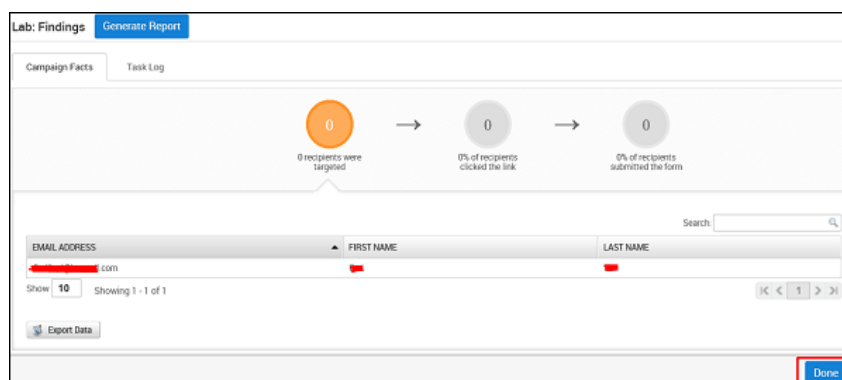 Lab: Findings Generate Report
Campaign Facts Task Log
0 → 0 → 0
0 recipients were targeted
0% of recipients clicked the link
0% of recipients submitted the form
Search:
EMAIL ADDRESS FIRST NAME LAST NAME
.com
Show 10 Showing 1 - 1 of 1 1
Export Data
Done